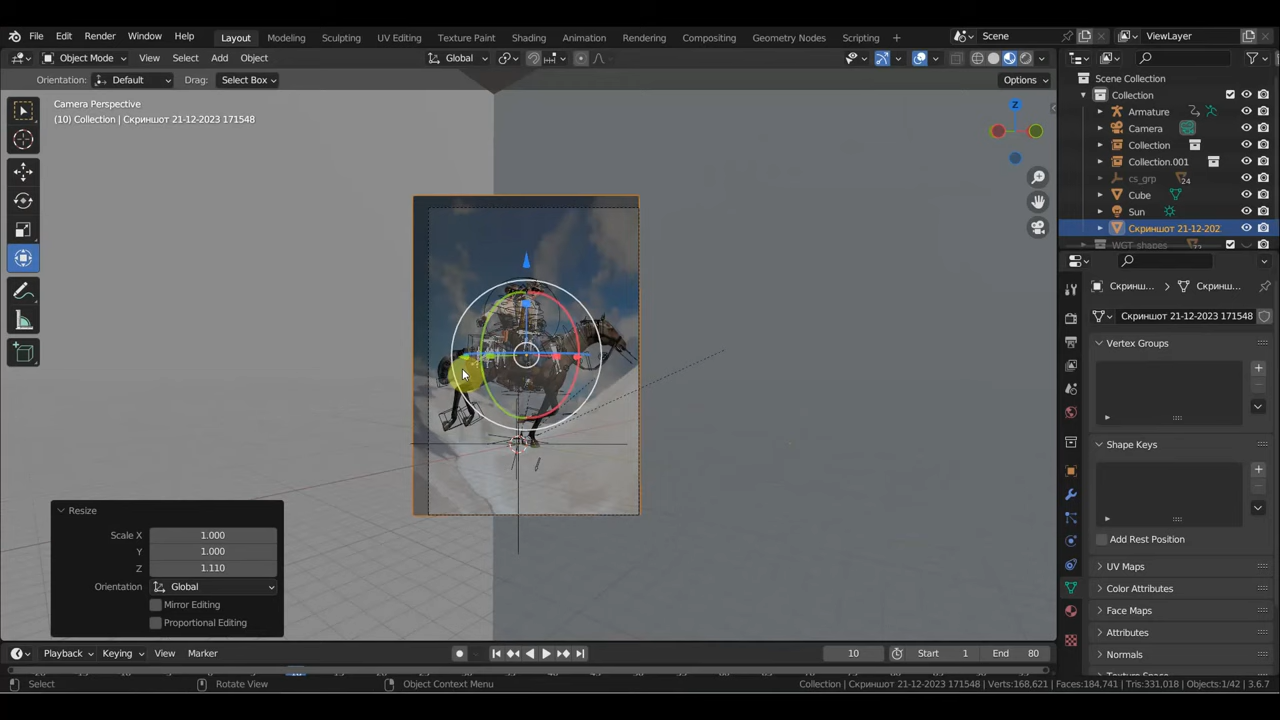 File Edit Render Window Help Layout Modeling Sculpting UV Editing Texture Paint Shading Animation Rendering Compositing Geometry Nodes Scripting + Scene ViewLayer
Object Mode View Select Add Object Global
Orientation: Default Drag: Select Box Options
Camera Perspective
(10) Collection | Скриншот 21-12-2023 171548
Z
Scene Collection
Collection
Armature
Camera
Collection
Collection.001
cs_grp 24
Cube
Sun
Скриншот 21-12-202
WGT_shapes
Скринш... Скринш...
Скриншот 21-12-2023 171548
Vertex Groups
Shape Keys
Add Rest Position
UV Maps
Color Attributes
Face Maps
Attributes
Normals
Resize
Scale X 1.000
Y 1.000
Z 1.110
Orientation Global
Mirror Editing
Proportional Editing
Playback Keying View Marker 10 Start 1 End 80
Select Rotate View Object Context Menu Collection | Скриншот 21-12-2023 171548 | Verts:168,621 | Faces:184,741 | Tris:331,018 | Objects:1/42 | 3.6.7